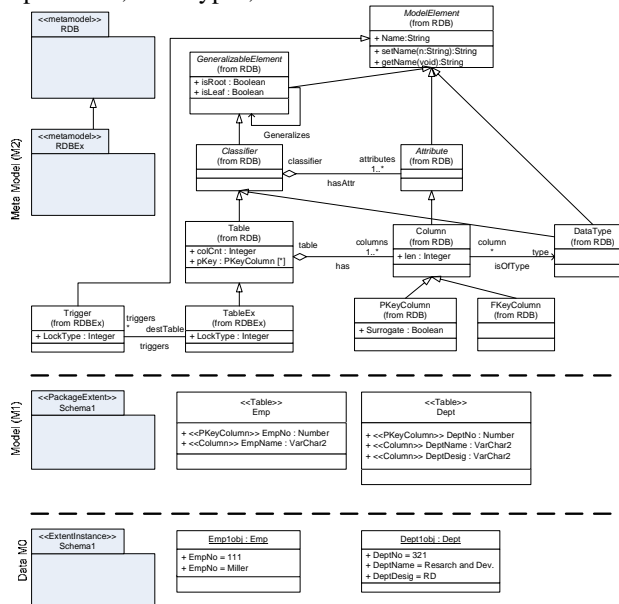 <<metamodel>>
RDB
<<metamodel>>
RDBEx
Meta Model (M2)
ModelElement
(from RDB)
+ Name:String
+ setName(n:String):String
+ getName(void):String
GeneralizableElement
(from RDB)
+ isRoot : Boolean
+ isLeaf : Boolean
Generalizes
Classifier
(from RDB)
classifier
attributes
1..*
hasAttr
Attribute
(from RDB)
Table
(from RDB)
+ colCnt : Integer
+ pKey : PKeyColumn [*]
table
columns
1..*
has
Column
(from RDB)
+ len : Integer
column
*
type
isOfType
DataType
(from RDB)
Trigger
(from RDBEx)
+ LockType : Integer
triggers
*
destTable
triggers
TableEx
(from RDBEx)
+ LockType : Integer
PKeyColumn
(from RDB)
+ Surrogate : Boolean
FKeyColumn
(from RDB)
Model (M1)
<<PackageExtent>>
Schema1
<<Table>>
Emp
+ <<PKeyColumn>> EmpNo : Number
+ <<Column>> EmpName : VarChar2
<<Table>>
Dept
+ <<PKeyColumn>> DeptNo : Number
+ <<Column>> DeptName : VarChar2
+ <<Column>> DeptDesig : VarChar2
Data M0
<<ExtentInstance>>
Schema1
Emp1obj : Emp
+ EmpNo = 111
+ EmpNo = Miller
Dept1obj : Dept
+ DeptNo = 321
+ DeptName = Resarch and Dev.
+ DeptDesig = RD